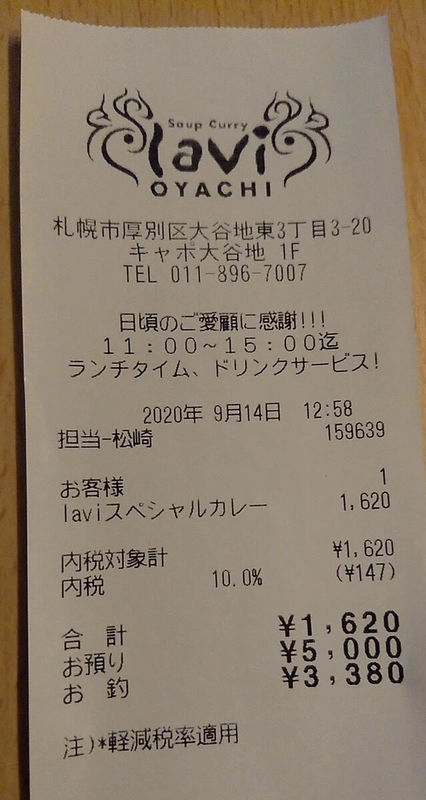 Soup Curry
lavi
OYACHI
札幌市厚別区大谷地東3丁目3-20
キャポ大谷地 1F
TEL 011-896-7007
日頃のご愛顧に感謝!!!
11:00~15:00迄
ランチタイム、ドリンクサービス!
2020年 9月14日 12:58
担当-松崎 159639
お客様 1
laviスペシャルカレー 1,620
内税対象計 ¥1,620
内税 10.0% (¥147)
合 計 ¥1,620
お預り ¥5,000
お 釣 ¥3,380
注)*軽減税率適用